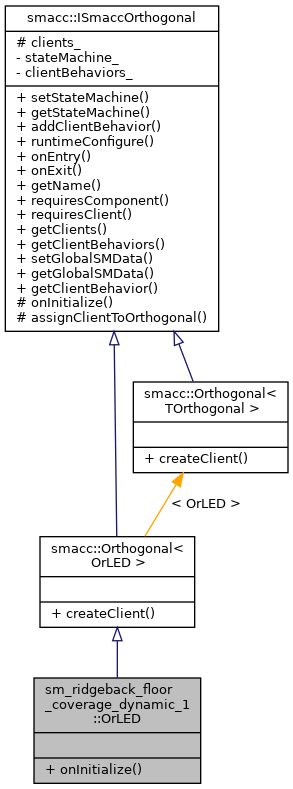 smacc::ISmaccOrthogonal
# clients_
- stateMachine_
- clientBehaviors_
+ setStateMachine()
+ getStateMachine()
+ addClientBehavior()
+ runtimeConfigure()
+ onEntry()
+ onExit()
+ getName()
+ requiresComponent()
+ requiresClient()
+ getClients()
+ getClientBehaviors()
+ setGlobalSMData()
+ getGlobalSMData()
+ getClientBehavior()
# onInitialize()
# assignClientToOrthogonal()
smacc::Orthogonal<
TOrthogonal >
+ createClient()
< OrLED >
smacc::Orthogonal<
OrLED >
+ createClient()
sm_ridgeback_floor
_coverage_dynamic_1
::OrLED
+ onInitialize()